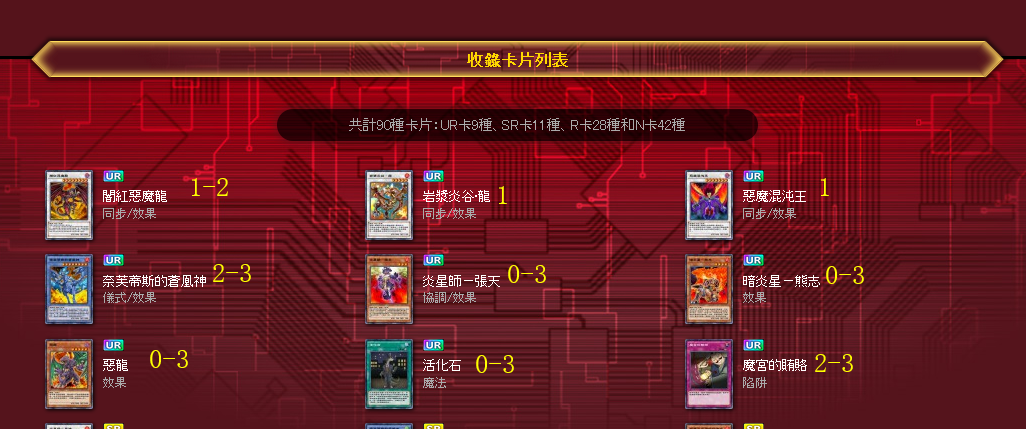 收錄卡片列表
共計90種卡片：UR卡9種、SR卡11種、R卡28種和N卡42種
UR
闇紅惡魔龍 1-2
同步/效果
UR
岩漿炎谷·龍 1
同步/效果
UR
惡魔混沌王 1
同步/效果
UR
奈芙蒂斯的蒼凰神 2-3
儀式/效果
UR
炎星師－張天 0-3
協調/效果
UR
暗炎星－熊志 0-3
效果
UR
惡龍 0-3
效果
UR
活化石 0-3
魔法
UR
魔宮的賄賂 2-3
陷阱
SR
SR
SR